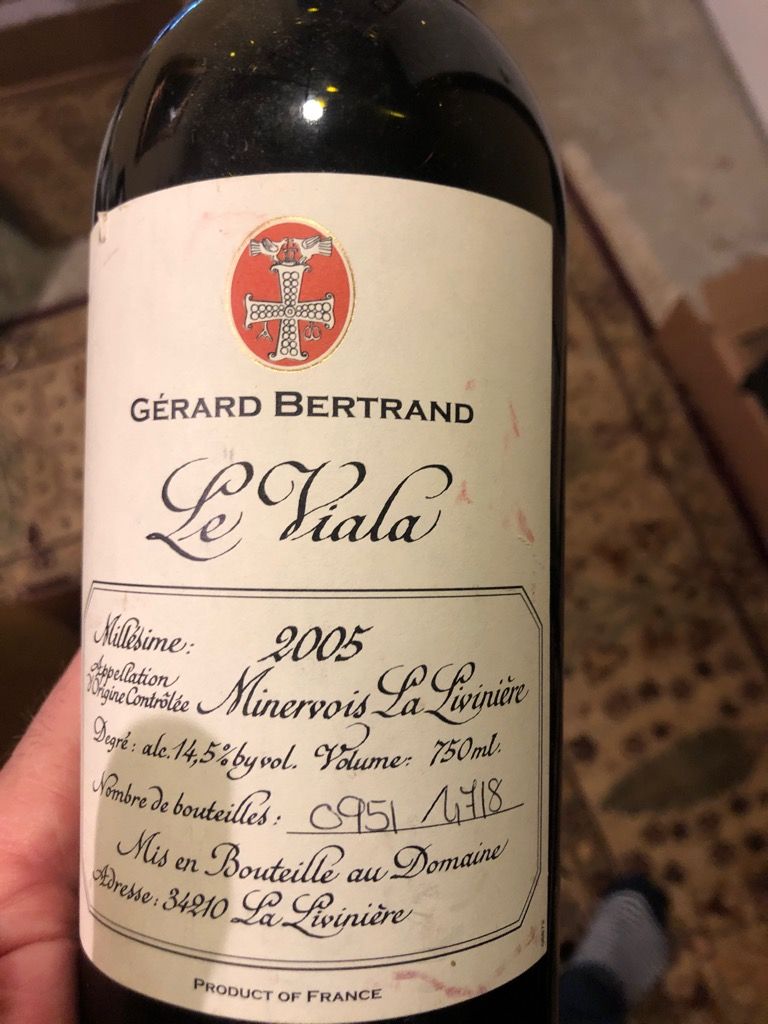 GÉRARD BERTRAND
Le Viala
Millésime: 2005
Appellation
d'Origine Contrôlée Minervois La Livinière
Degré: alc. 14,5% by vol. Volume: 750 ml.
Nombre de bouteilles: 0951 14718
Mis en Bouteille au Domaine
Adresse: 34210 La Livinière
PRODUCT OF FRANCE